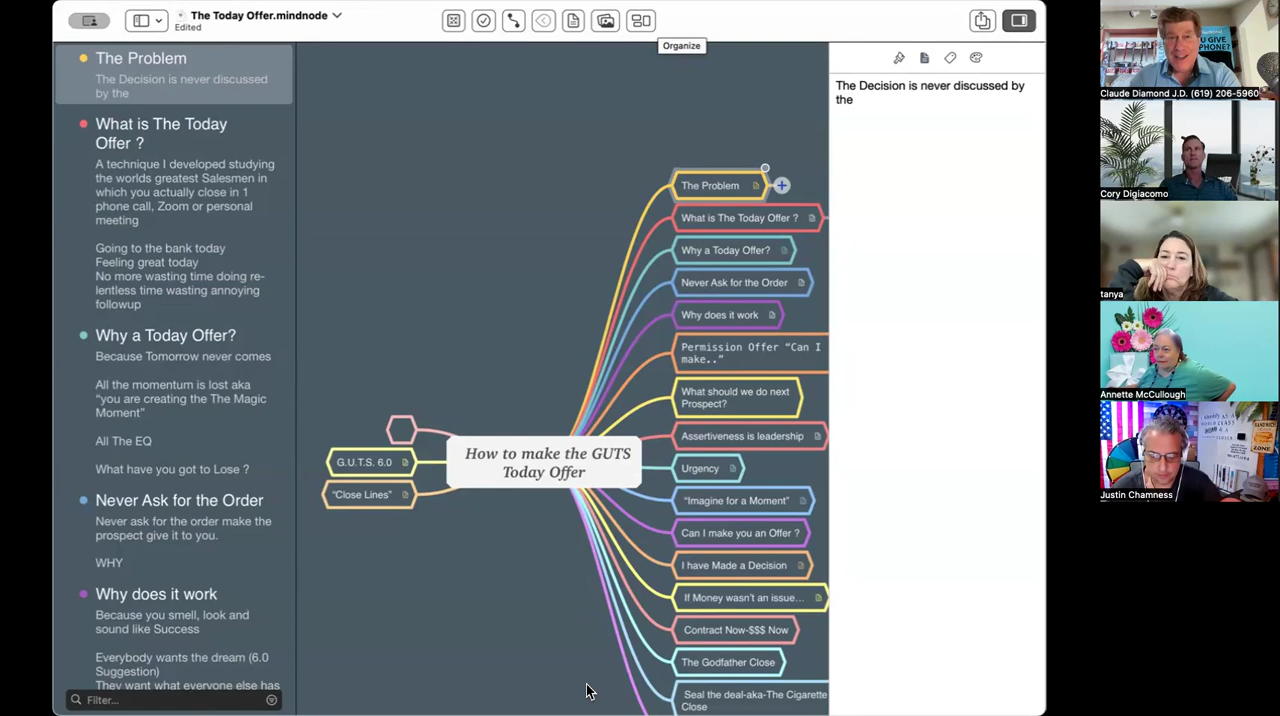 The Today Offer.mindnode
Edited
Organize
The Problem
The Decision is never discussed
by the
What is The Today
Offer ?
A technique I developed studying
the worlds greatest Salesmen in
which you actually close in 1
phone call, Zoom or personal
meeting
Going to the bank today
Feeling great today
No more wasting time doing re-
lentless time wasting annoying
followup
Why a Today Offer?
Because Tomorrow never comes
All the momentum is lost aka
“you are creating the The Magic
Moment”
All The EQ
What have you got to Lose ?
Never Ask for the Order
Never ask for the order make the
prospect give it to you.
WHY
Why does it work
Because you smell, look and
sound like Success
Everybody wants the dream (6.0
Suggestion)
They want what everyone else has
Filter...
G.U.T.S. 6.0
“Close Lines”
How to make the GUTS
Today Offer
The Problem
What is The Today Offer ?
Why a Today Offer?
Never Ask for the Order
Why does it work
Permission Offer “Can I
make..”
What should we do next
Prospect?
Assertiveness is leadership
Urgency
“Imagine for a Moment”
Can I make you an Offer ?
I have Made a Decision
If Money wasn’t an issue...
Contract Now-$$$ Now
The Godfather Close
Seal the deal-aka-The Cigarette
Close
The Decision is never discussed by
the
YOU GIVE
PHONE?
Claude Diamond J.D. (619) 206-5960
Cory Digiacomo
tanya
Annette McCullough
Justin Chamness